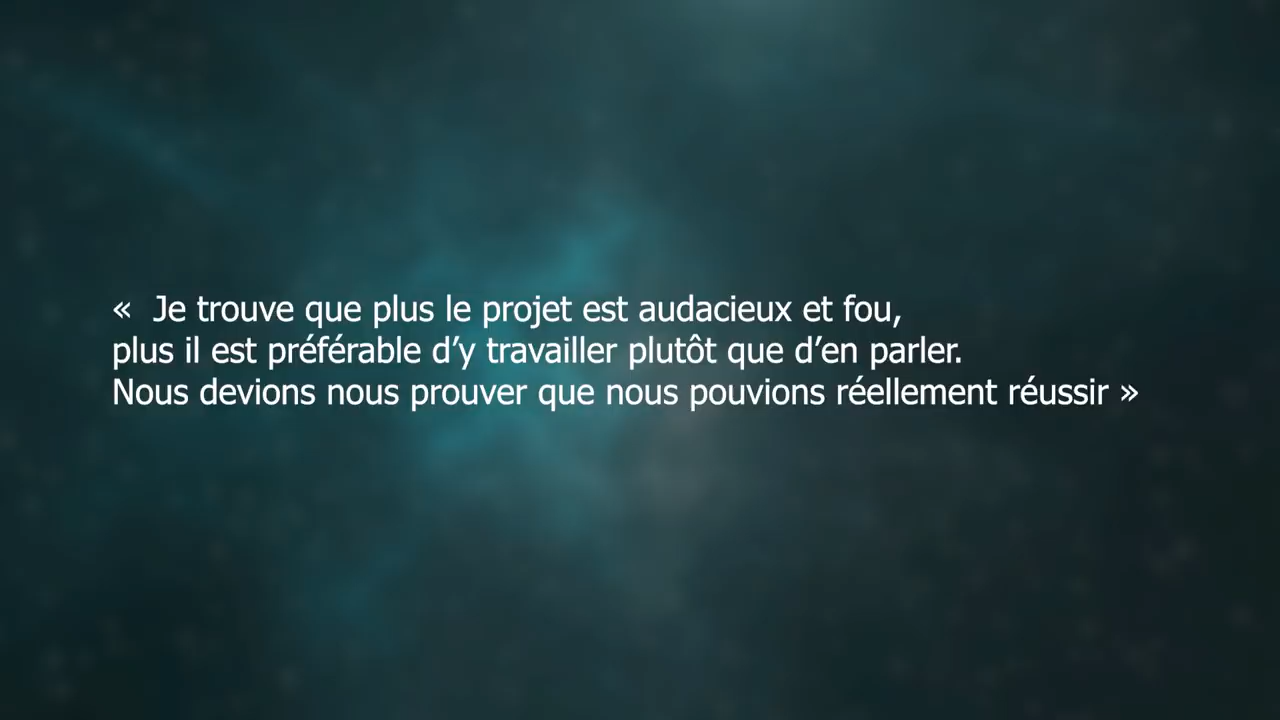 «  Je trouve que plus le projet est audacieux et fou,
plus il est préférable d’y travailler plutôt que d’en parler.
Nous devions nous prouver que nous pouvions réellement réussir »